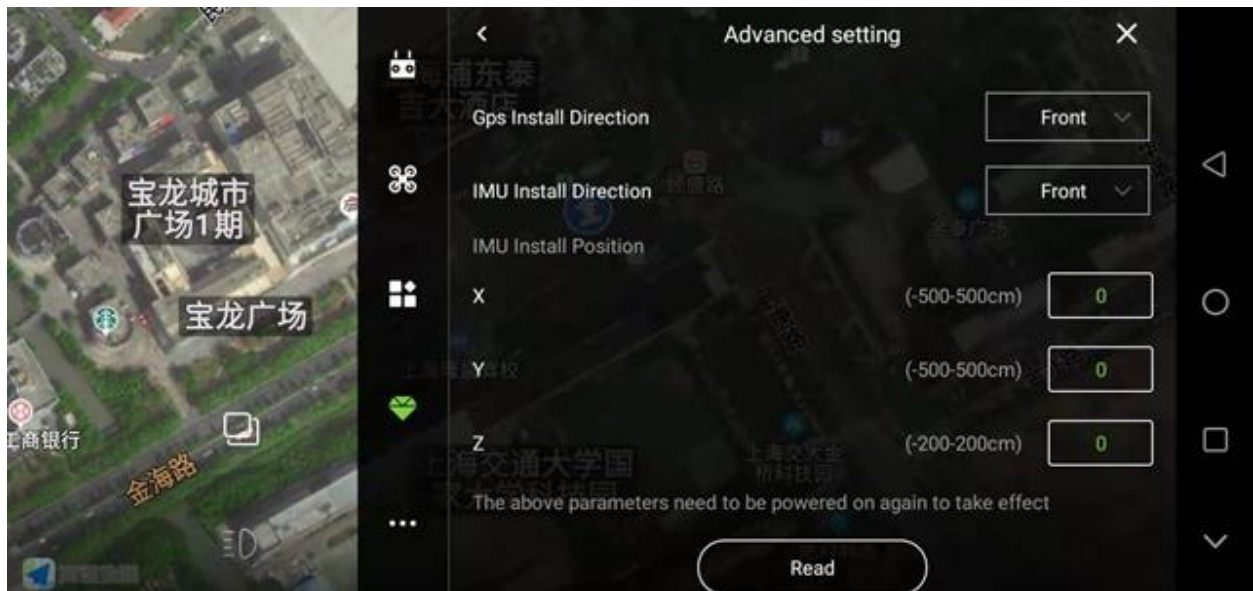 宝龙城市
广场1期
宝龙广场
工商银行
金海路
Advanced setting
Gps Install Direction
Front
IMU Install Direction
Front
IMU Install Position
X
(-500-500cm)
0
Y
(-500-500cm)
0
Z
(-200-200cm)
0
The above parameters need to be powered on again to take effect
Read